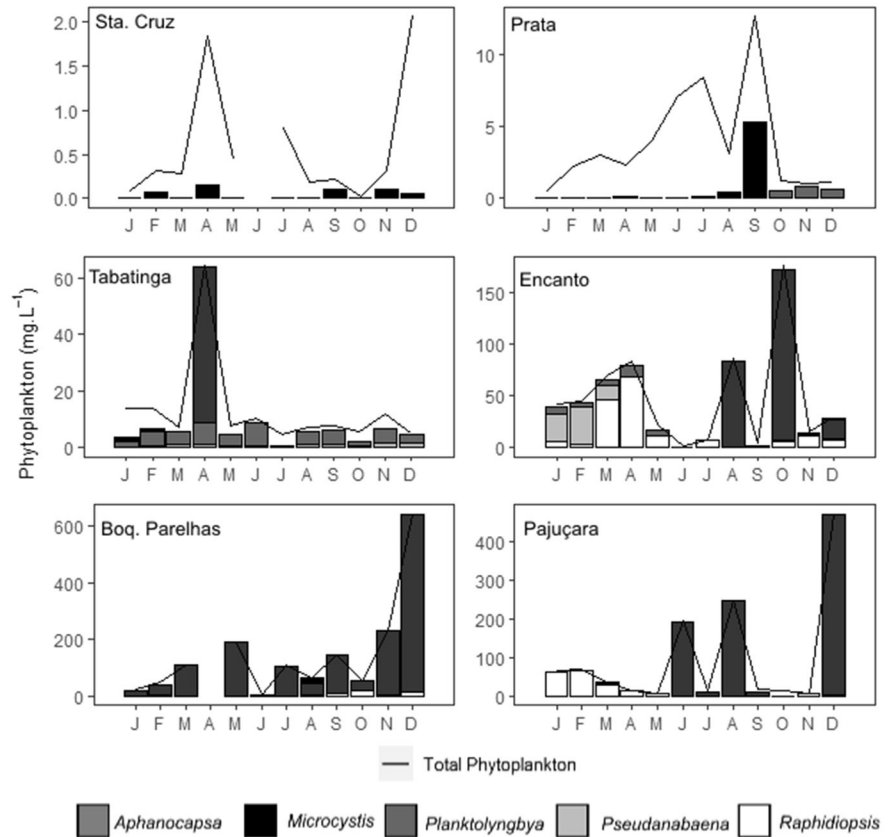 Sta. Cruz
2.0
1.5
1.0
0.5
0.0
J F M A M J J A S O N D
Prata
10
5
0
J F M A M J J A S O N D
Phytoplankton (mg.L⁻¹)
Tabatinga
60
40
20
0
J F M A M J J A S O N D
Encanto
150
100
50
0
J F M A M J J A S O N D
Boq. Parelhas
600
400
200
0
J F M A M J J A S O N D
Pajuçara
400
300
200
100
0
J F M A M J J A S O N D
Total Phytoplankton
Aphanocapsa Microcystis Planktolyngbya Pseudanabaena Raphidiopsis